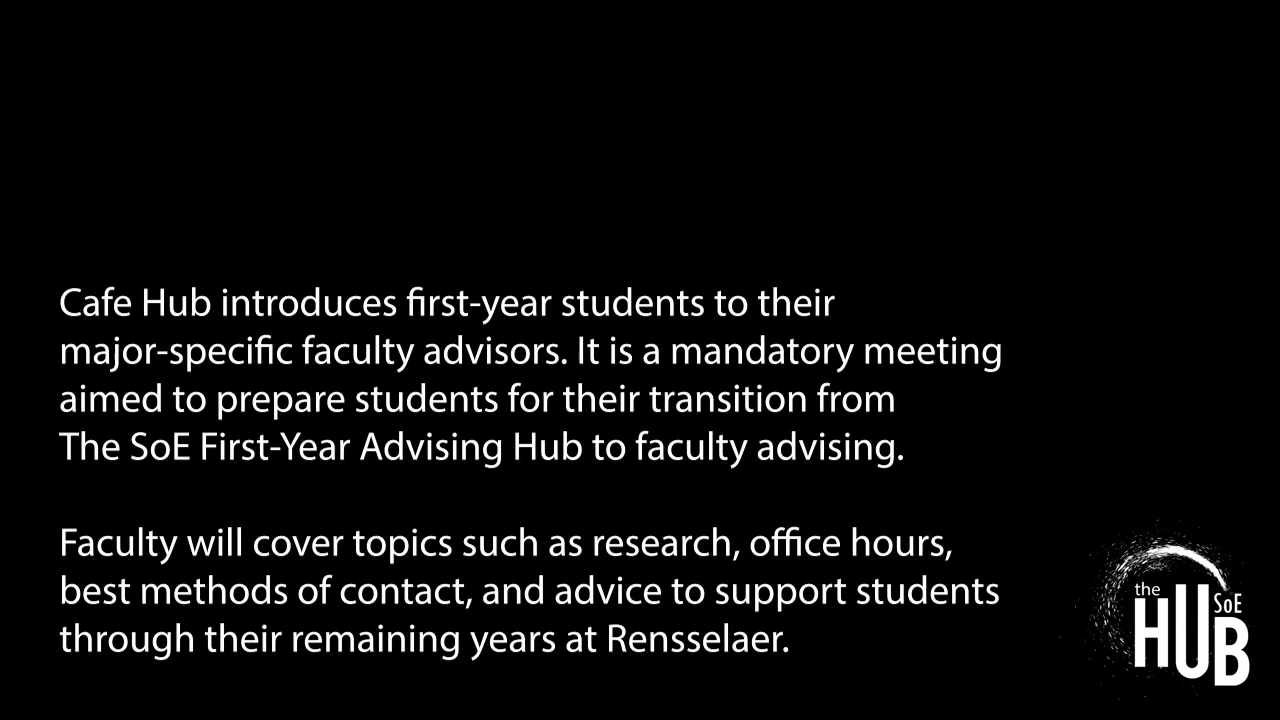 Cafe Hub introduces first-year students to their
major-specific faculty advisors. It is a mandatory meeting
aimed to prepare students for their transition from
The SoE First-Year Advising Hub to faculty advising.
Faculty will cover topics such as research, office hours,
best methods of contact, and advice to support students
through their remaining years at Rensselaer.
the
SoE
HUB